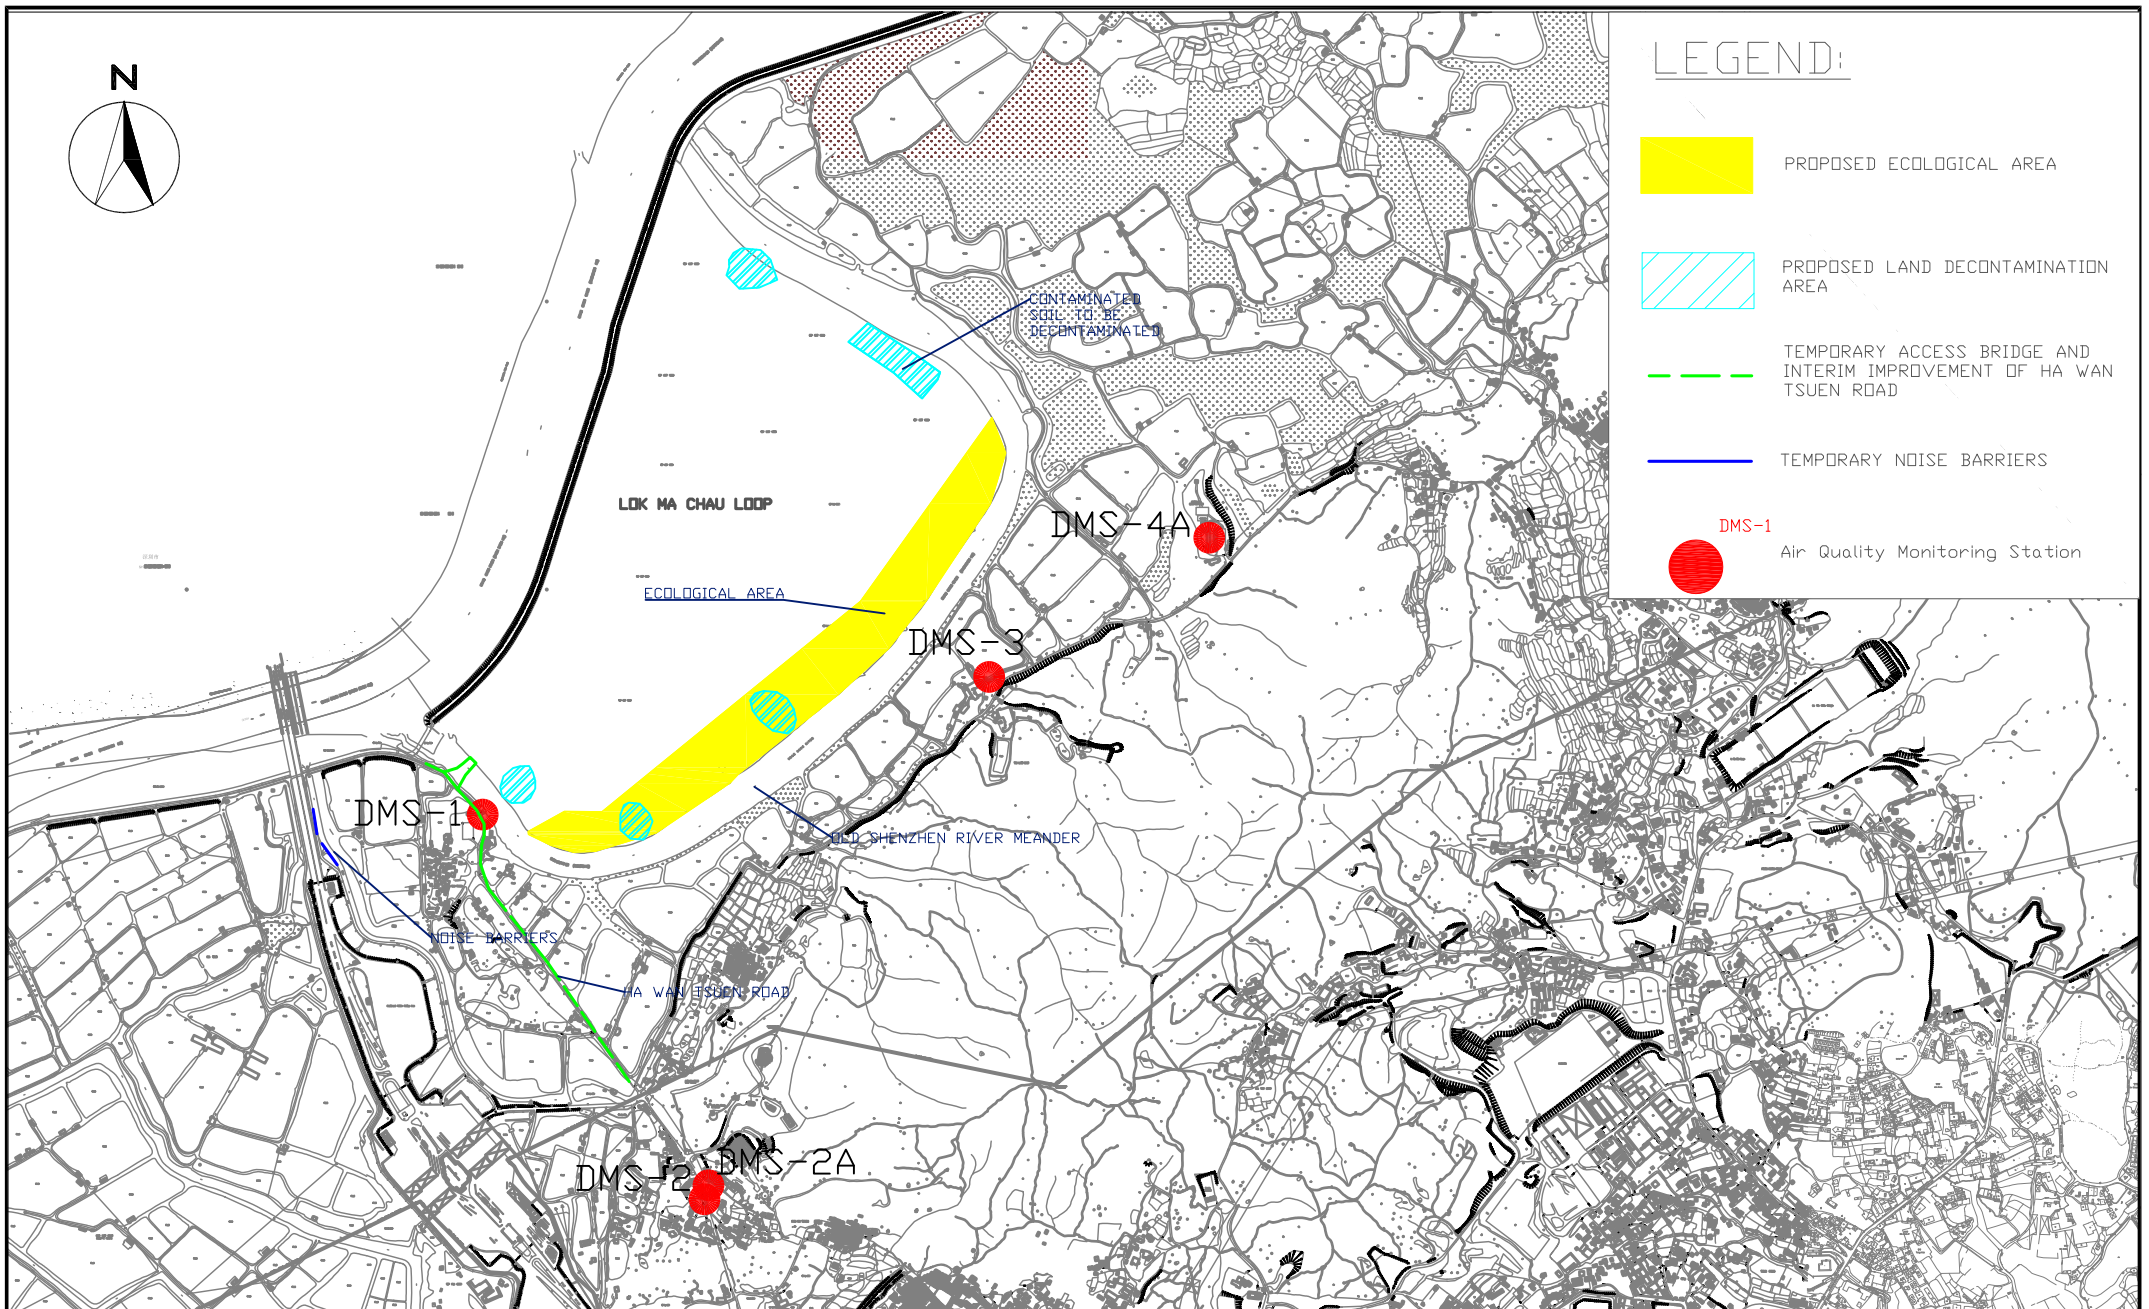 N
LEGEND:
PROPOSED ECOLOGICAL AREA
PROPOSED LAND DECONTAMINATION
AREA
TEMPORARY ACCESS BRIDGE AND
INTERIM IMPROVEMENT OF HA WAN
TSUEN ROAD
TEMPORARY NOISE BARRIERS
DMS-1
Air Quality Monitoring Station
CONTAMINATED
SOIL TO BE
DECONTAMINATED
LOK MA CHAU LOOP
DMS-4A
ECOLOGICAL AREA
DMS-3
DMS-1
OLD SHENZHEN RIVER MEANDER
NOISE BARRIERS
HA WAN TSUEN ROAD
DMS-2A
DMS-2